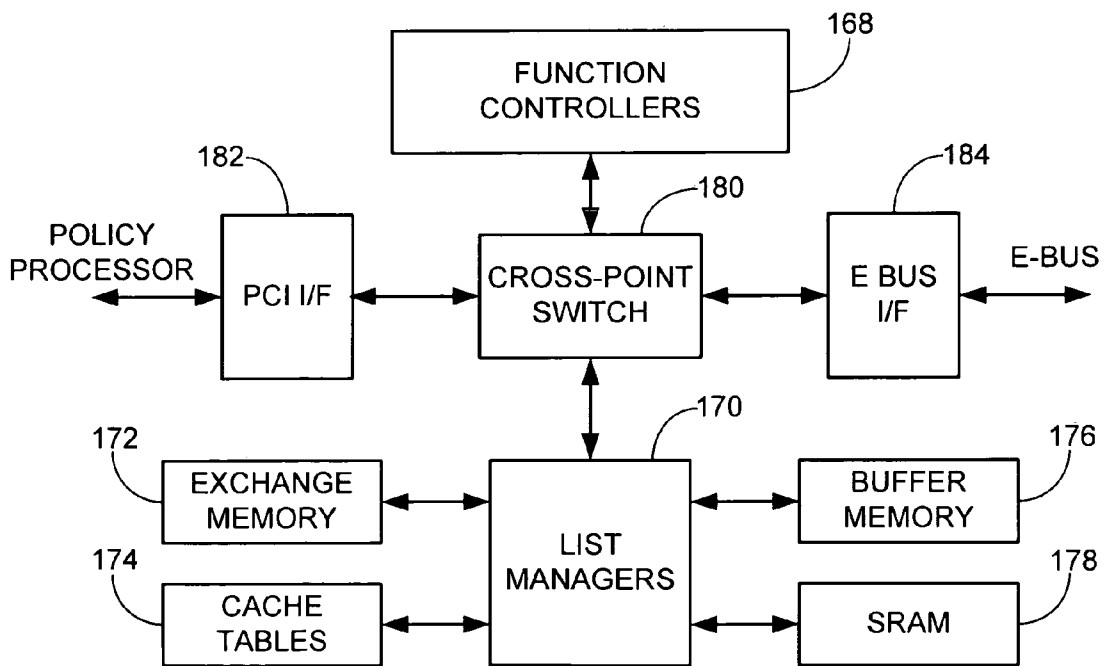 168
FUNCTION
CONTROLLERS
182
180
184
POLICY
PROCESSOR
PCI I/F
CROSS-POINT
SWITCH
E BUS
I/F
E-BUS
170
172
EXCHANGE
MEMORY
176
BUFFER
MEMORY
LIST
MANAGERS
174
CACHE
TABLES
178
SRAM